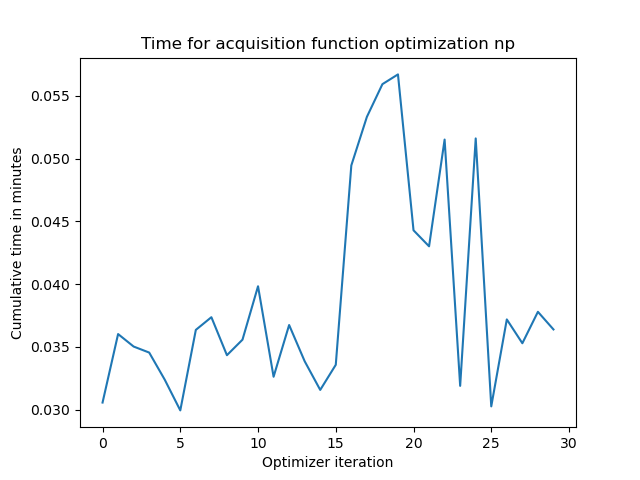 Time for acquisition function optimization np
Cumulative time in minutes
0.055
0.050
0.045
0.040
0.035
0.030
0 5 10 15 20 25 30
Optimizer iteration